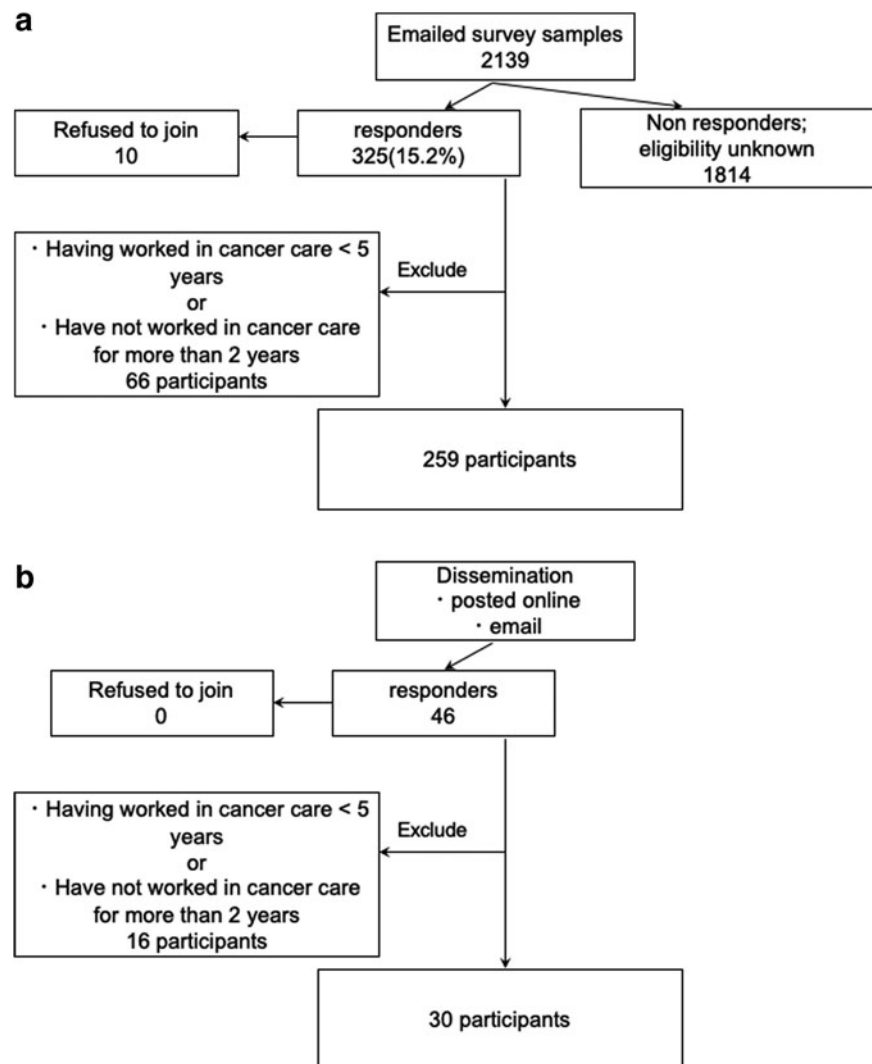 a
Emailed survey samples
2139
Refused to join
10
responders
325(15.2%)
Non responders;
eligibility unknown
1814
・Having worked in cancer care < 5
years
or
・Have not worked in cancer care
for more than 2 years
66 participants
Exclude
259 participants
b
Dissemination
・posted online
・email
Refused to join
0
responders
46
・Having worked in cancer care < 5
years
or
・Have not worked in cancer care
for more than 2 years
16 participants
Exclude
30 participants